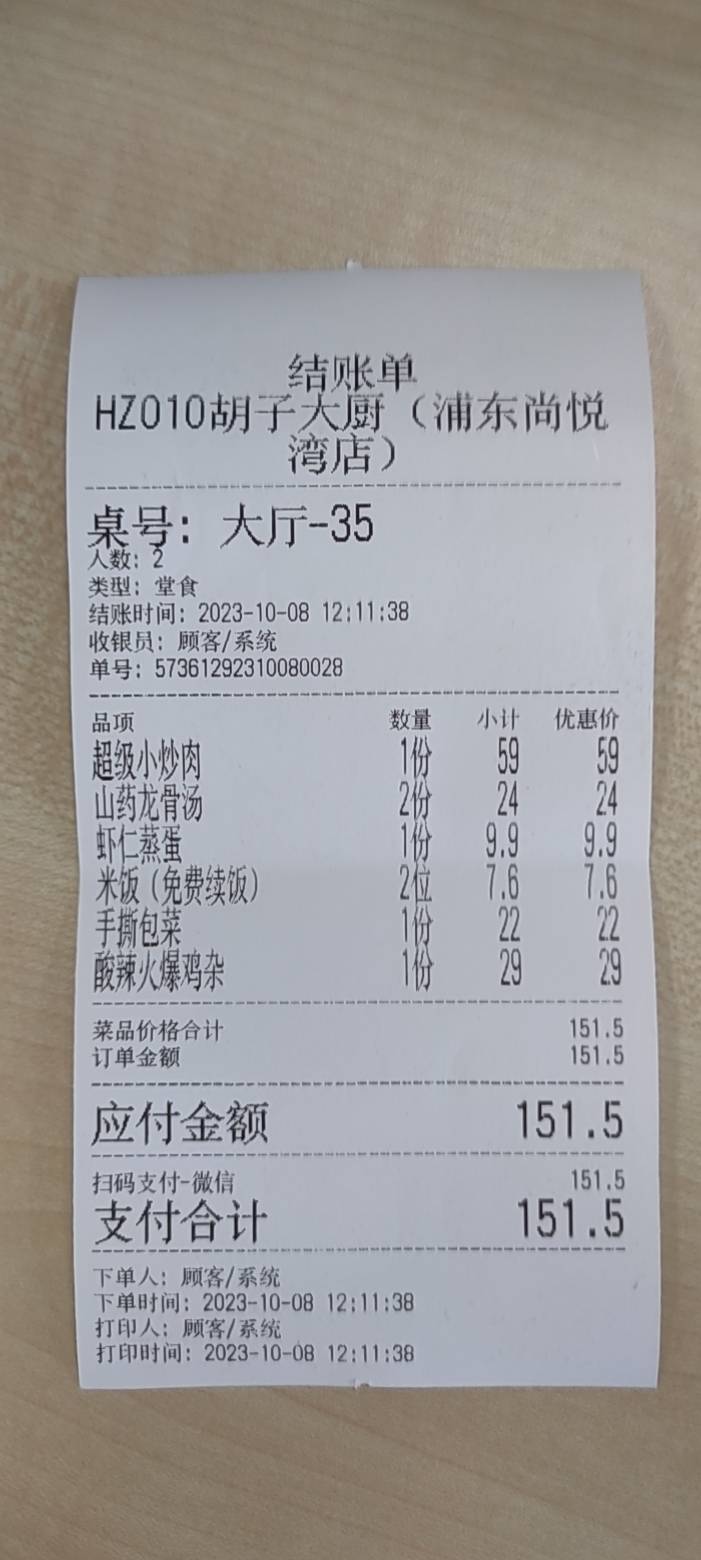 结账单
HZ010胡子大厨（浦东尚悦
湾店）
桌号: 大厅-35
人数: 2
类型: 堂食
结账时间: 2023-10-08 12:11:38
收银员: 顾客/系统
单号: 57361292310080028
品项 数量 小计 优惠价
超级小炒肉 1份 59 59
山药龙骨汤 2份 24 24
虾仁蒸蛋 1份 9.9 9.9
米饭（免费续饭） 2位 7.6 7.6
手撕包菜 1份 22 22
酸辣火爆鸡杂 1份 29 29
菜品价格合计 151.5
订单金额 151.5
应付金额 151.5
扫码支付-微信 151.5
支付合计 151.5
下单人: 顾客/系统
下单时间: 2023-10-08 12:11:38
打印人: 顾客/系统
打印时间: 2023-10-08 12:11:38